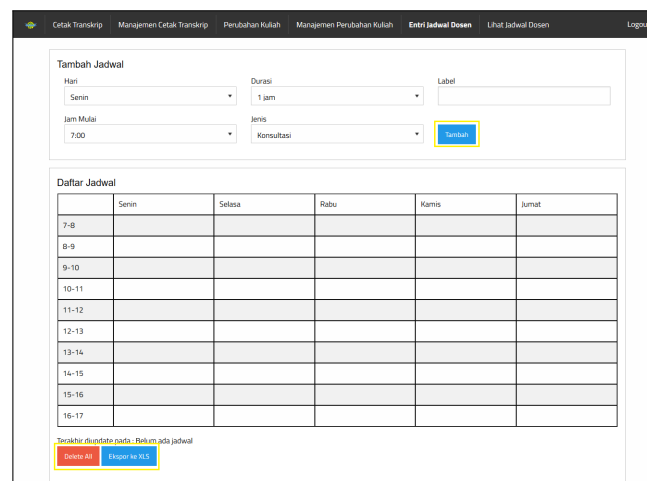 Cetak Transkrip Manajemen Cetak Transkrip Perubahan Kuliah Manajemen Perubahan Kuliah Entri Jadwal Dosen Lihat Jadwal Dosen
Tambah Jadwal
Hari Durasi Label
Senin 1 jam
Jam Mulai Jenis
7:00 Konsultasi Tambah
Daftar Jadwal
Senin Selasa Rabu Kamis Jumat
7-8
8-9
9-10
10-11
11-12
12-13
13-14
14-15
15-16
16-17
Terakhir diupdate pada : Belum ada jadwal
Delete All Ekspor ke XLS